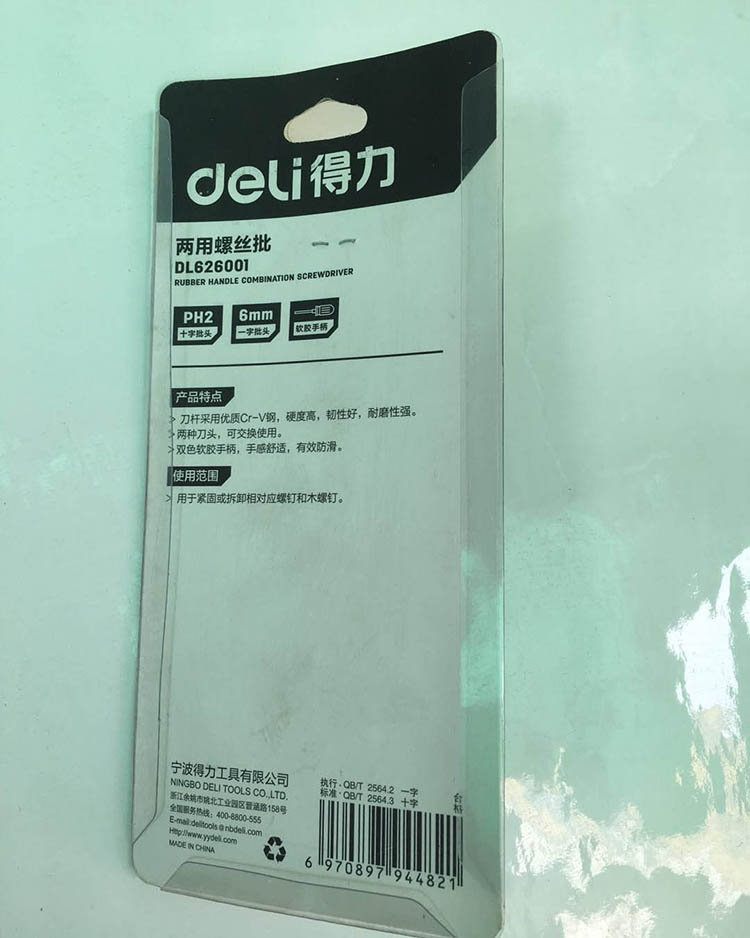 deli得力
两用螺丝批
DL626001
RUBBER HANDLE COMBINATION SCREWDRIVER
PH2
十字批头
6mm
一字批头
软胶手柄
产品特点
> 刀杆采用优质Cr-V钢，硬度高，韧性好，耐磨性强。
>两种刀头，可交换使用。
>双色软胶手柄，手感舒适，有效防滑。
使用范围
> 用于紧固或拆卸相对应螺钉和木螺钉。
宁波得力工具有限公司
NINGBO DELI TOOLS CO.,LTD.
浙江余姚市姚北工业园区晋涵路158号
全国服务热线：400-8800-555
E-mail:delitools@nbdeli.com
Http://www.yydeli.com
MADE IN CHINA
执行 · QB/T 2564.2 一字
标准 · QB/T 2564.3 十字
6 970897 944821